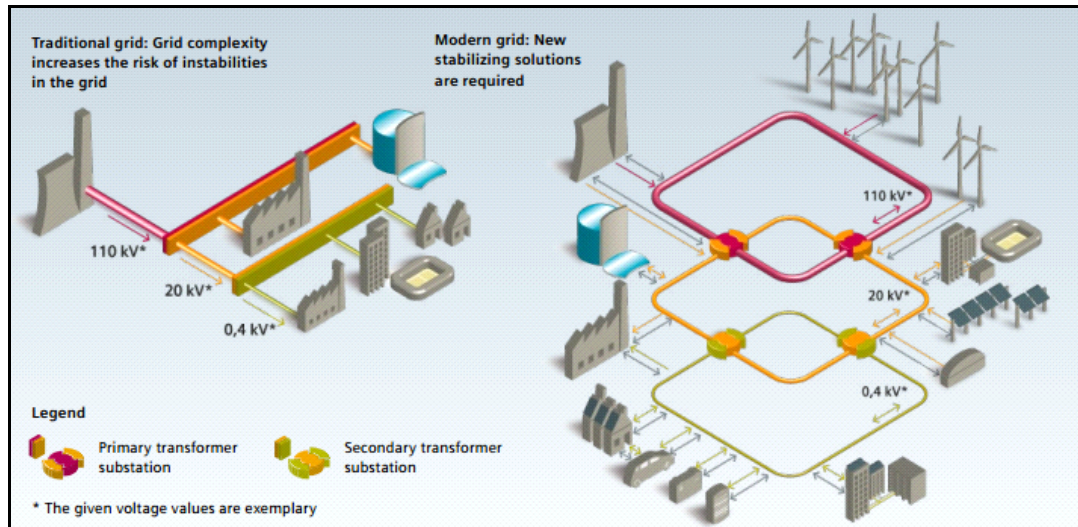 Traditional grid: Grid complexity
increases the risk of instabilities
in the grid
110 kV*
20 kV*
0,4 kV*
Modern grid: New
stabilizing solutions
are required
110 kV*
20 kV*
0,4 kV*
Legend
Primary transformer
substation
Secondary transformer
substation
* The given voltage values are exemplary